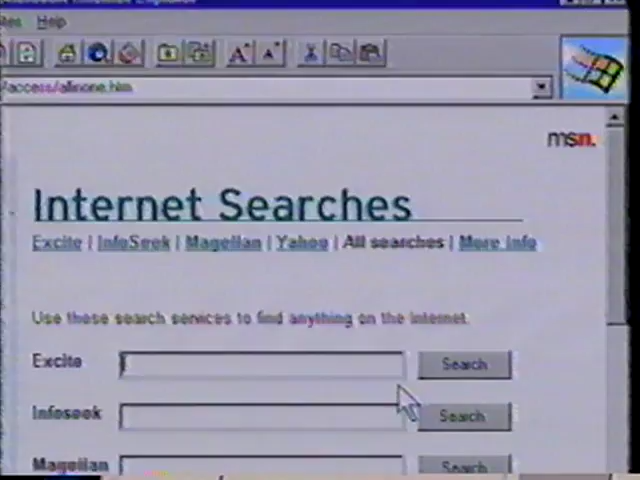 Help
/access/allinone.htm
msn.
Internet Searches
Excite | InfoSeek | Magellan | Yahoo | All searches | More Info
Use these search services to find anything on the Internet.
Excite Search
Infoseek Search
Magellan Search